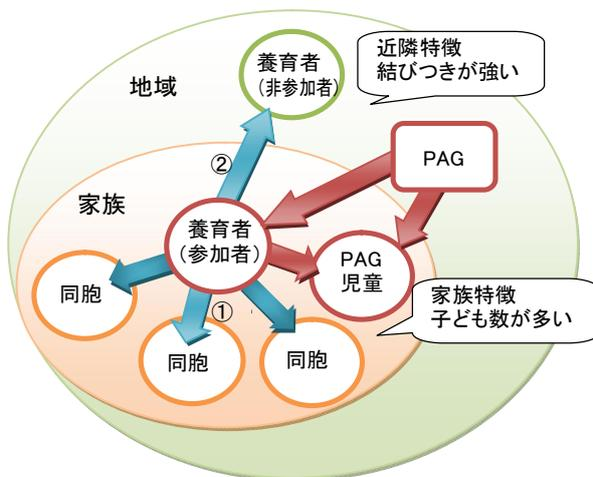 近隣特徴
結びつきが強い
養育者
（非参加者）
地域
②
PAG
家族
養育者
（参加者）
PAG
児童
同胞
①
家族特徴
子ども数が多い
同胞
同胞